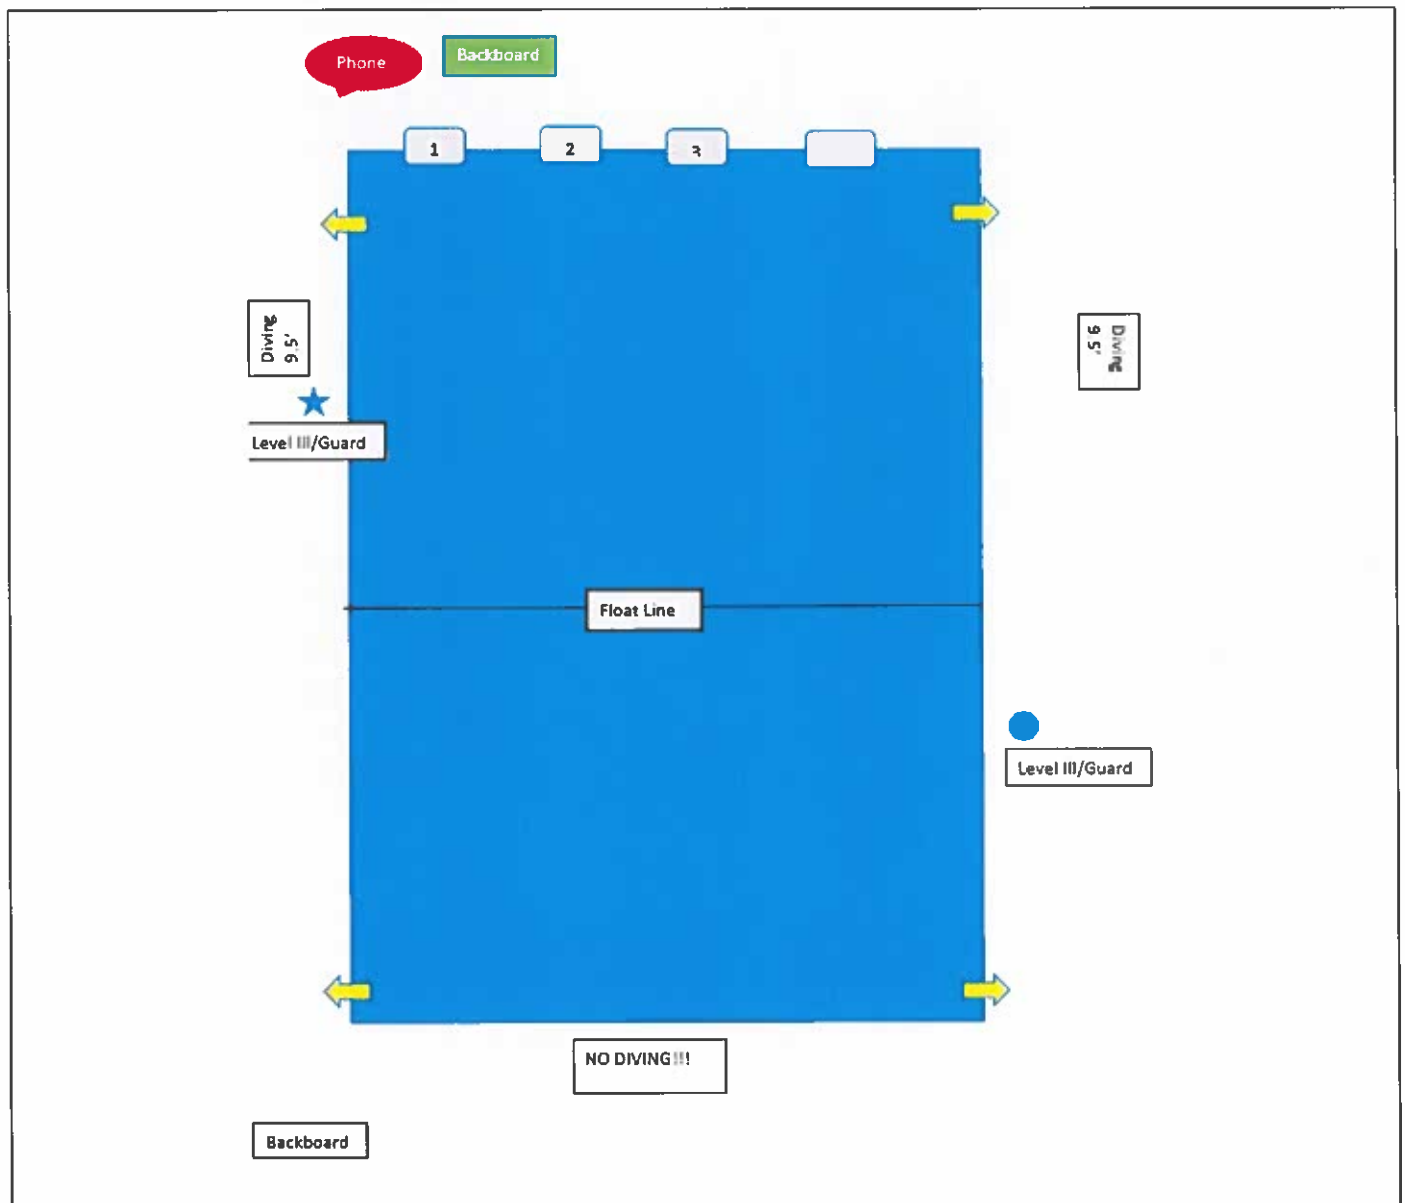 Phone
Backboard
1
2
3
Diving
9.5'
Diving
9.5'
Level III/Guard
Float Line
Level III/Guard
NO DIVING!!!
Backboard